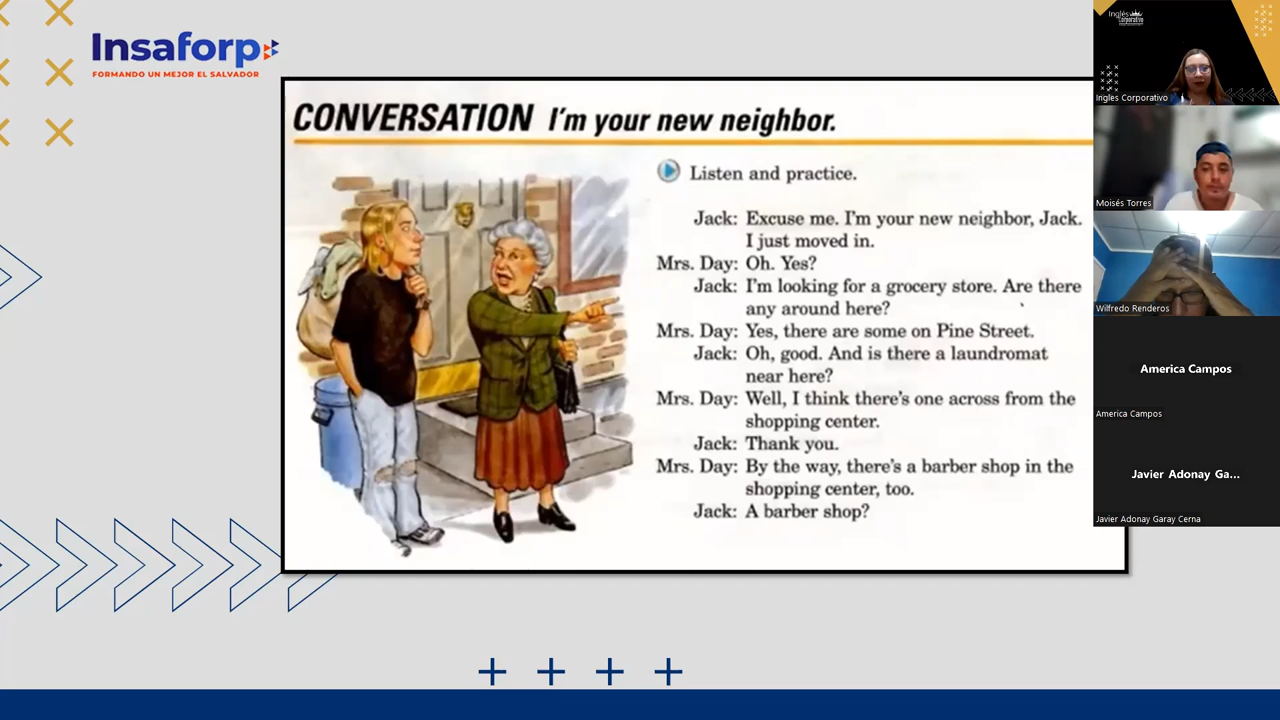 Insaforp
FORMANDO UN MEJOR EL SALVADOR
CONVERSATION I'm your new neighbor.
Listen and practice.
Jack: Excuse me. I'm your new neighbor, Jack.
I just moved in.
Mrs. Day: Oh. Yes?
Jack: I'm looking for a grocery store. Are there
any around here?
Mrs. Day: Yes, there are some on Pine Street.
Jack: Oh, good. And is there a laundromat
near here?
Mrs. Day: Well, I think there's one across from the
shopping center.
Jack: Thank you.
Mrs. Day: By the way, there's a barber shop in the
shopping center, too.
Jack: A barber shop?
Inglés
Corporativo
Ingles Corporativo
Moisés Torres
Wilfredo Renderos
America Campos
America Campos
Javier Adonay Ga...
Javier Adonay Garay Cerna